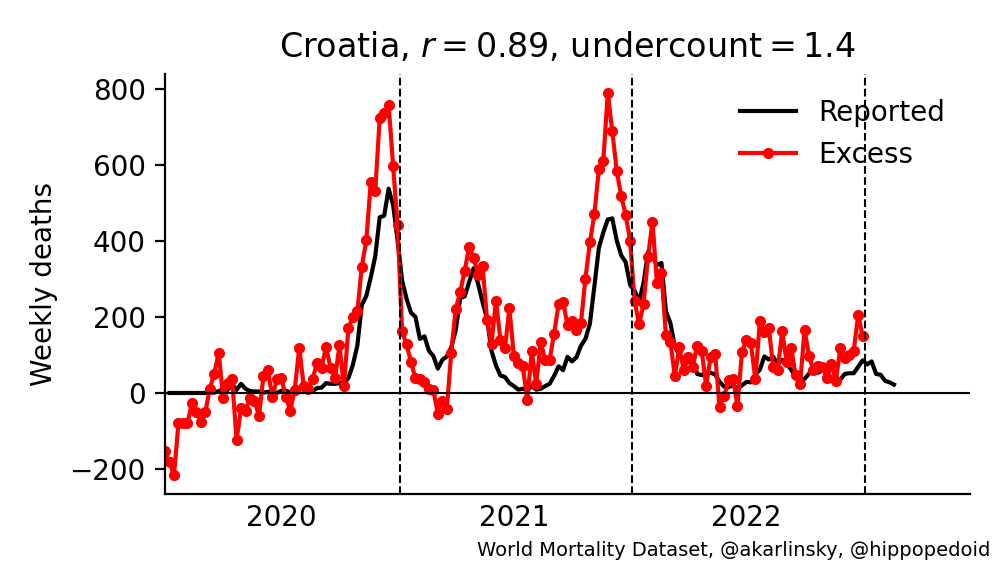 Croatia, r = 0.89, undercount = 1.4
800
600
400
200
0
−200
Weekly deaths
Reported
Excess
2020 2021 2022
World Mortality Dataset, @akarlinsky, @hippopedoid